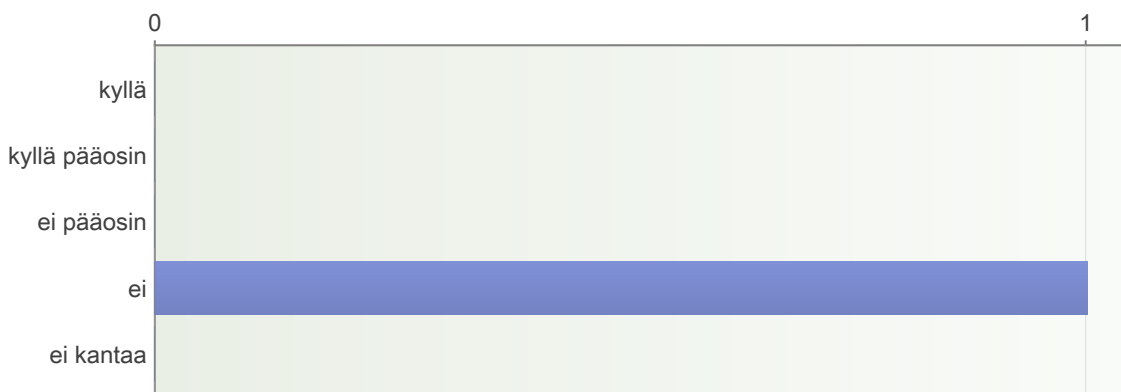 0 1
kyllä
kyllä pääosin
ei pääosin
ei
ei kantaa